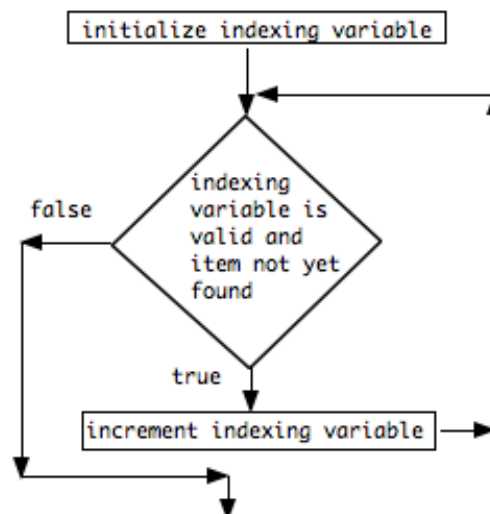 initialize indexing variable
indexing
variable is
valid and
item not yet
found
false
true
increment indexing variable